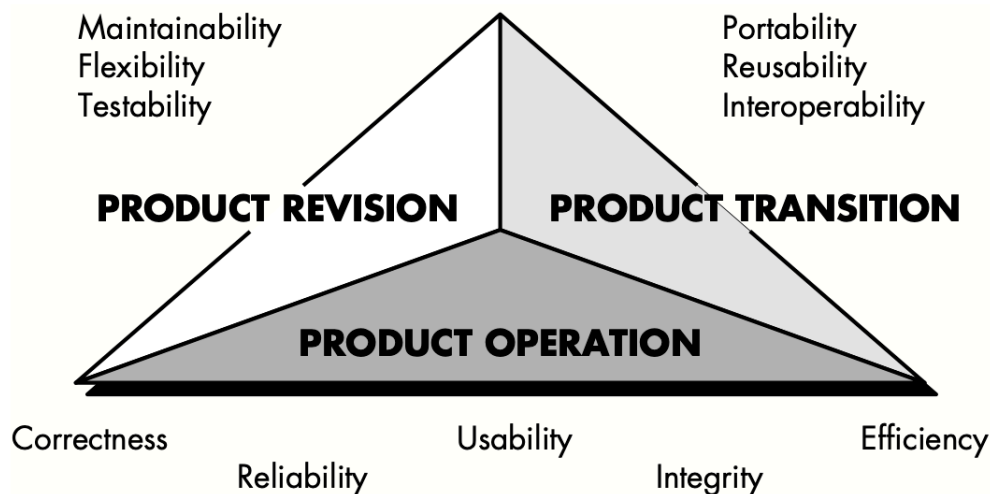 Maintainability
Flexibility
Testability
Portability
Reusability
Interoperability
PRODUCT REVISION
PRODUCT TRANSITION
PRODUCT OPERATION
Correctness
Usability
Efficiency
Reliability
Integrity